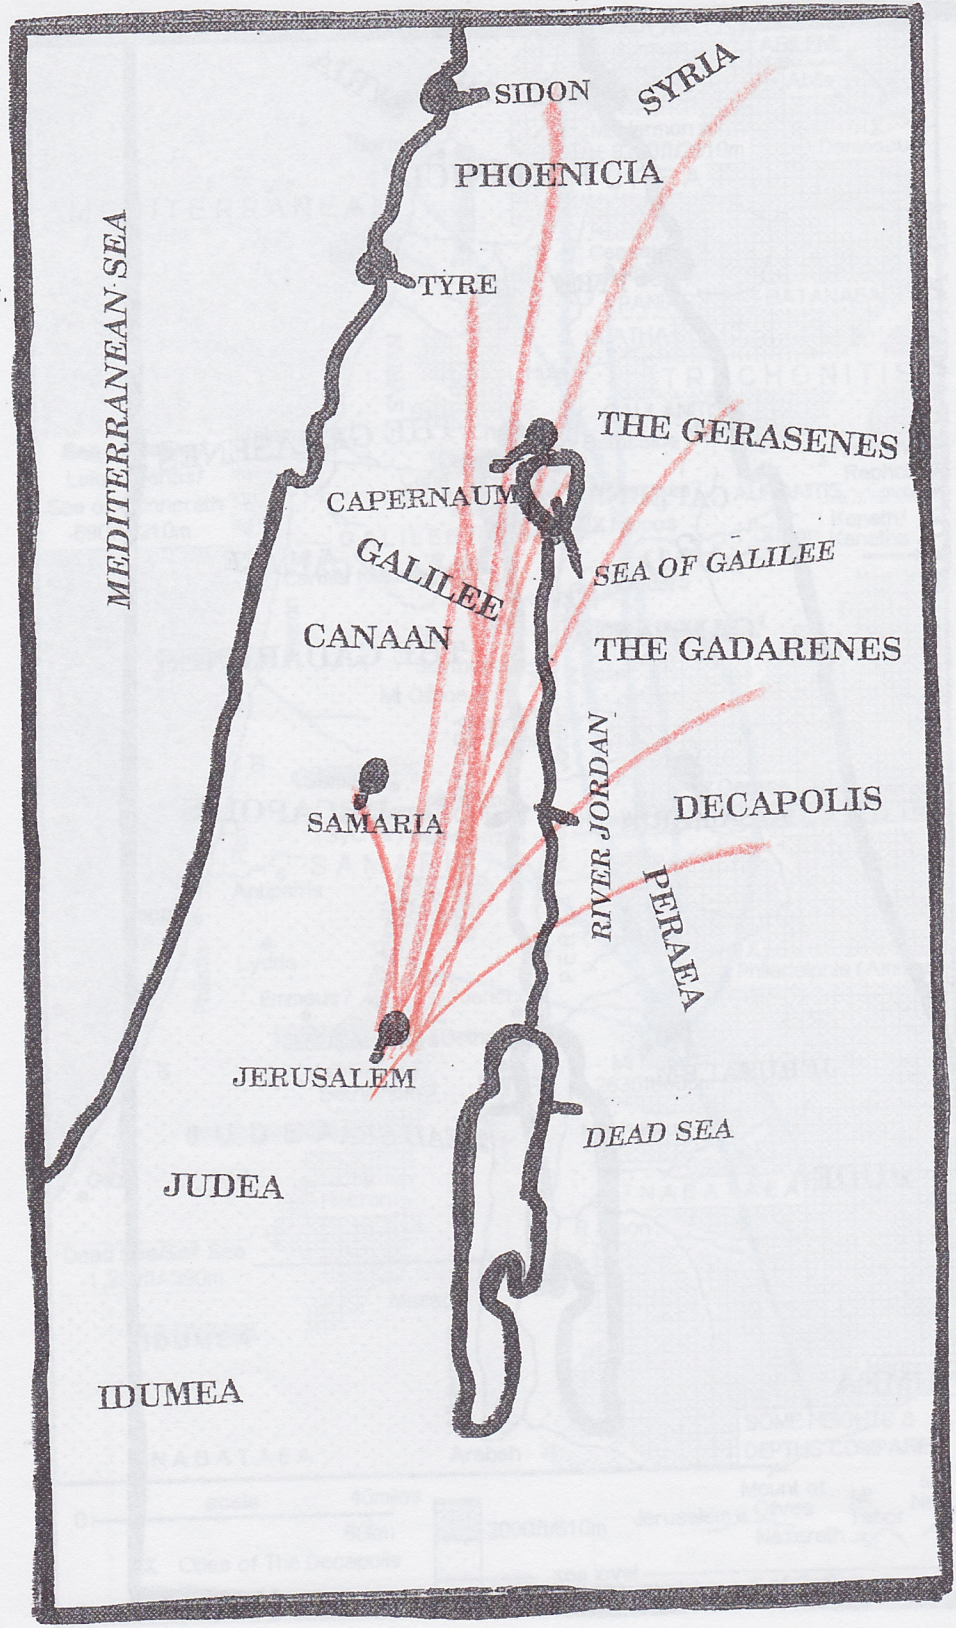 SIDON
SYRIA
PHOENICIA
MEDITERRANEAN SEA
TYRE
THE GERASENES
CAPERNAUM
GALILEE
SEA OF GALILEE
CANAAN
THE GADARENES
RIVER JORDAN
SAMARIA
DECAPOLIS
PERAEA
JERUSALEM
DEAD SEA
JUDEA
IDUMEA